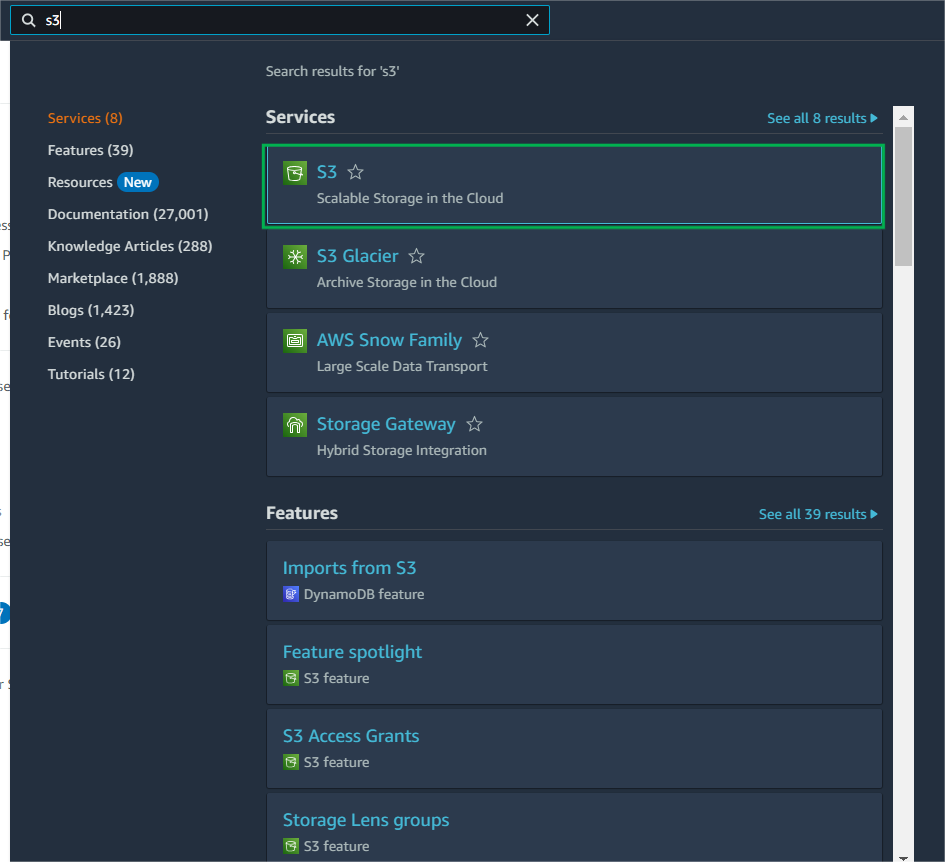 s3
Search results for 's3'
Services (8)
Features (39)
Resources New
Documentation (27,001)
Knowledge Articles (288)
Marketplace (1,888)
Blogs (1,423)
Events (26)
Tutorials (12)
Services
See all 8 results
S3
Scalable Storage in the Cloud
S3 Glacier
Archive Storage in the Cloud
AWS Snow Family
Large Scale Data Transport
Storage Gateway
Hybrid Storage Integration
Features
See all 39 results
Imports from S3
DynamoDB feature
Feature spotlight
S3 feature
S3 Access Grants
S3 feature
Storage Lens groups
S3 feature